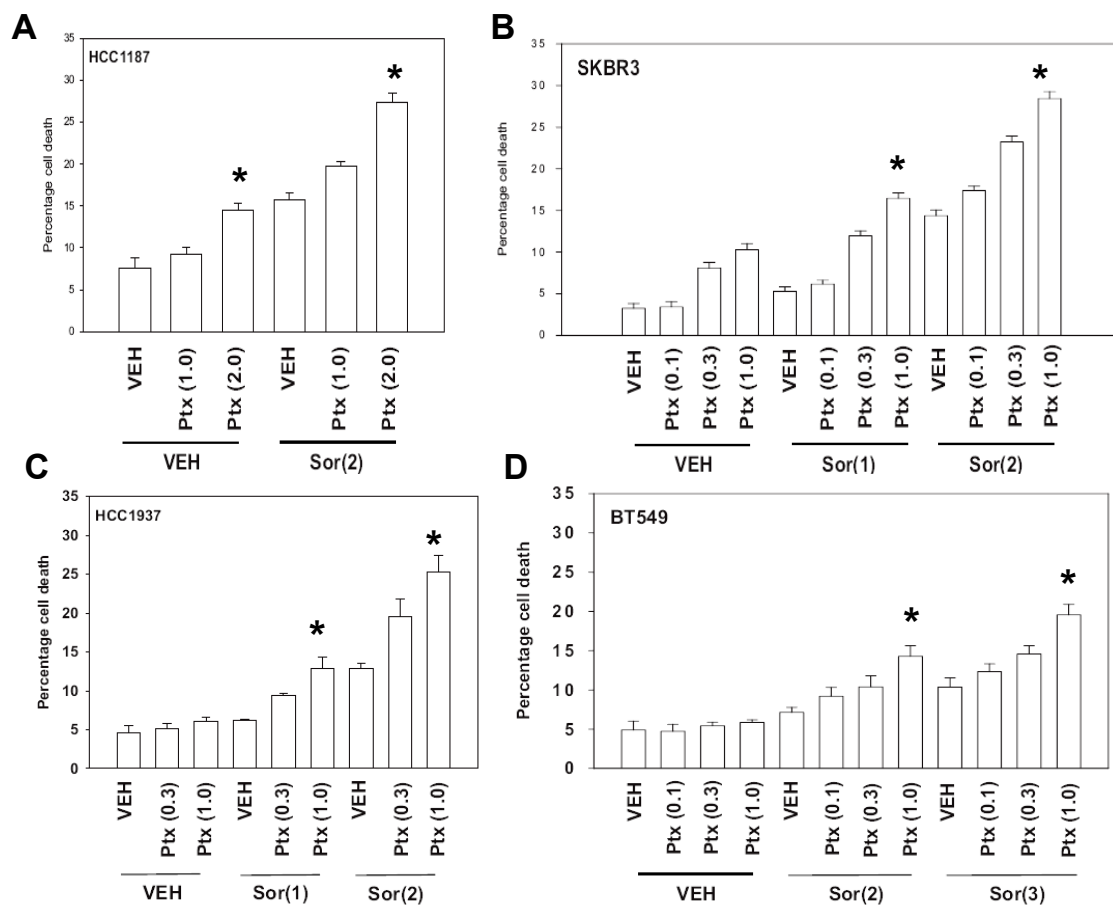 A
HCC1187
Percentage cell death
35
30
25
20
15
10
5
0
*
*
VEH
Ptx (1.0)
Ptx (2.0)
VEH
Ptx (1.0)
Ptx (2.0)
VEH
Sor(2)
B
SKBR3
Percentage cell death
35
30
25
20
15
10
5
0
*
*
VEH
Ptx (0.1)
Ptx (0.3)
Ptx (1.0)
VEH
Ptx (0.1)
Ptx (0.3)
Ptx (1.0)
VEH
Ptx (0.1)
Ptx (0.3)
Ptx (1.0)
VEH
Sor(1)
Sor(2)
C
HCC1937
Percentage cell death
35
30
25
20
15
10
5
0
*
*
VEH
Ptx (0.3)
Ptx (1.0)
VEH
Ptx (0.3)
Ptx (1.0)
VEH
Ptx (0.3)
Ptx (1.0)
VEH
Sor(1)
Sor(2)
D
BT549
Percentage cell death
35
30
25
20
15
10
5
0
*
*
VEH
Ptx (0.1)
Ptx (0.3)
Ptx (1.0)
VEH
Ptx (0.1)
Ptx (0.3)
Ptx (1.0)
VEH
Ptx (0.1)
Ptx (0.3)
Ptx (1.0)
VEH
Sor(2)
Sor(3)